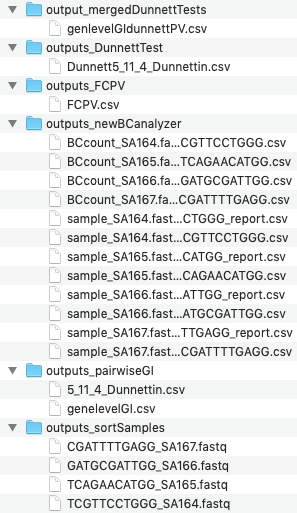 output_mergedDunnettTests
genlevelGIdunnettPV.csv
outputs_DunnettTest
Dunnett5_11_4_Dunnettin.csv
outputs_FCPV
FCPV.csv
outputs_newBCanalyzer
BCcount_SA164.fa...CGTTCCTGGG.csv
BCcount_SA165.fa...TCAGAACATGG.csv
BCcount_SA166.fa...GATGCGATTGG.csv
BCcount_SA167.fa...CGATTTTGAGG.csv
sample_SA164.fast...CTGGG_report.csv
sample_SA164.fast...CGTTCCTGGG.csv
sample_SA165.fast...CATGG_report.csv
sample_SA165.fast...CAGAACATGG.csv
sample_SA166.fast...ATTGG_report.csv
sample_SA166.fast...ATGCGATTGG.csv
sample_SA167.fast...TTGAGG_report.csv
sample_SA167.fast...CGATTTTGAGG.csv
outputs_pairwiseGI
5_11_4_Dunnettin.csv
genelevelGI.csv
outputs_sortSamples
CGATTTTGAGG_SA167.fastq
GATGCGATTGG_SA166.fastq
TCAGAACATGG_SA165.fastq
TCGTTCCTGGG_SA164.fastq